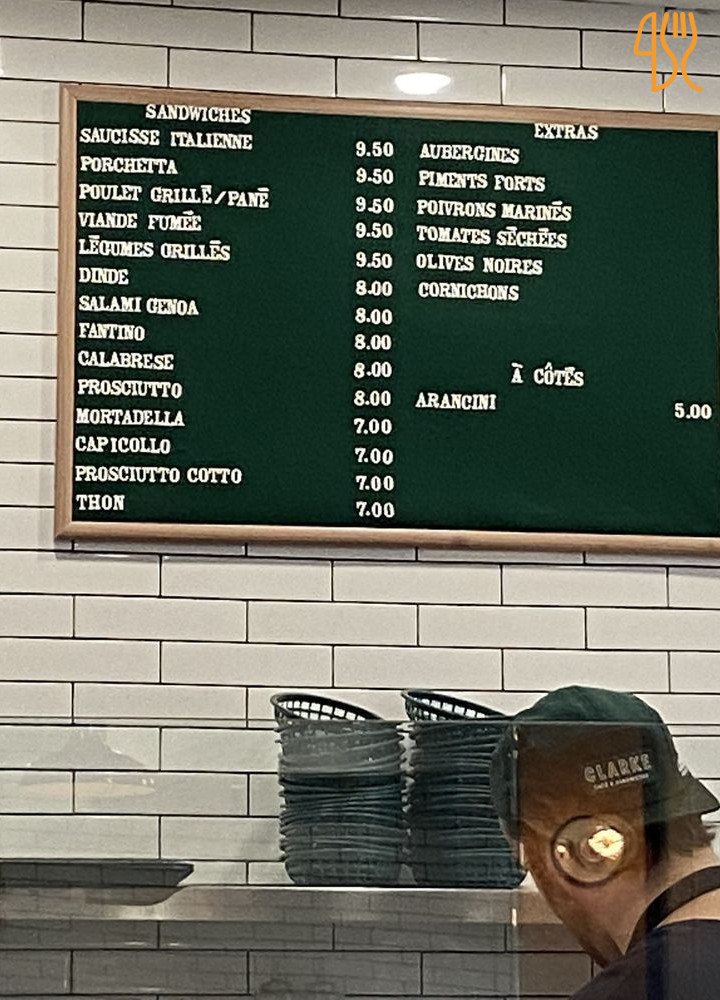 SANDWICHES
SAUCISSE ITALIENNE 9.50
PORCHETTA 9.50
POULET GRILLÉ/PANÉ 9.50
VIANDE FUMÉE 9.50
LÉGUMES GRILLÉS 9.50
DINDE 8.00
SALAMI GENOA 8.00
FANTINO 8.00
CALABRESE 8.00
PROSCIUTTO 8.00
MORTADELLA 7.00
CAPICOLLO 7.00
PROSCIUTTO COTTO 7.00
THON 7.00
EXTRAS
AUBERGINES
PIMENTS FORTS
POIVRONS MARINÉS
TOMATES SÉCHÉES
OLIVES NOIRES
CORNICHONS
À CÔTÉS
ARANCINI 5.00
CLARKE